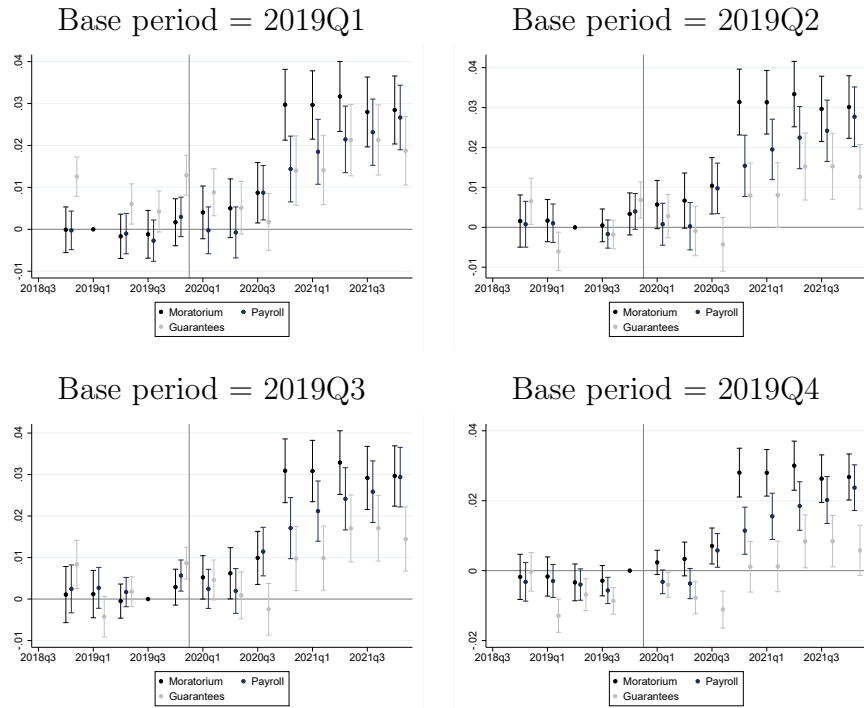 Base period = 2019Q1
.04
.03
.02
.01
0
-.01
2018q3 2019q1 2019q3 2020q1 2020q3 2021q1 2021q3
Moratorium Payroll
Guarantees
Base period = 2019Q2
.04
.03
.02
.01
0
-.01
2018q3 2019q1 2019q3 2020q1 2020q3 2021q1 2021q3
Moratorium Payroll
Guarantees
Base period = 2019Q3
.04
.03
.02
.01
0
-.01
2018q3 2019q1 2019q3 2020q1 2020q3 2021q1 2021q3
Moratorium Payroll
Guarantees
Base period = 2019Q4
.04
.02
0
-.02
2018q3 2019q1 2019q3 2020q1 2020q3 2021q1 2021q3
Moratorium Payroll
Guarantees